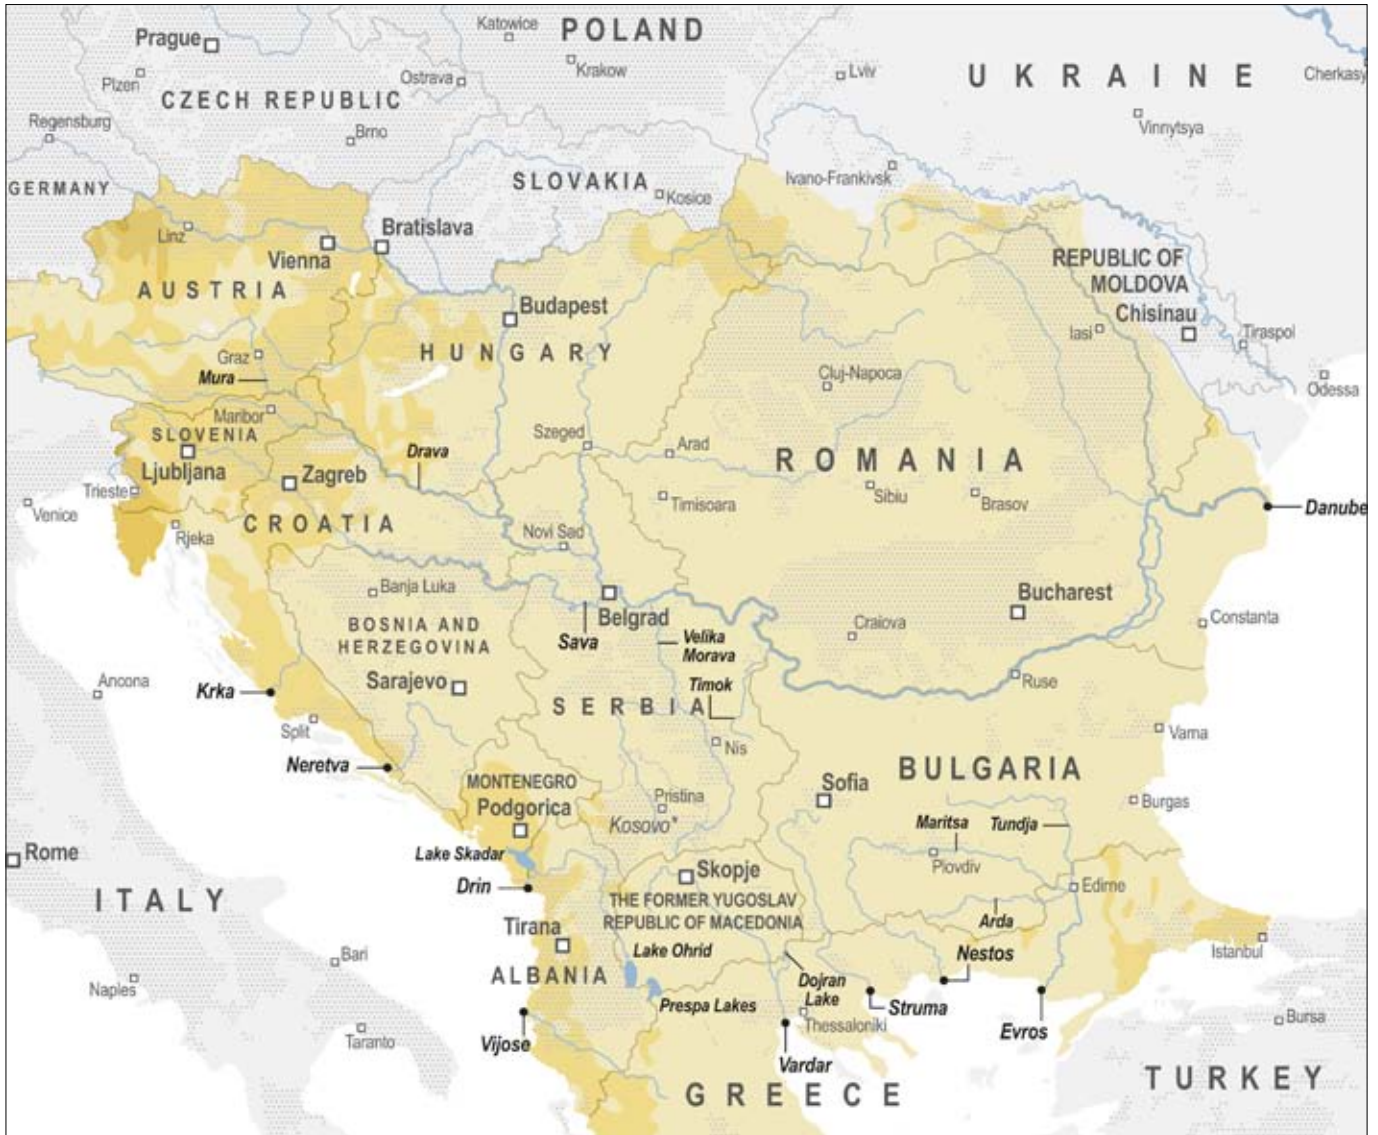 POLAND
Katowice
Prague
Krakow
Lviv
UKRAINE
Cherkasy
Plzen
Ostrava
CZECH REPUBLIC
Regensburg
Brno
Vinnytsya
GERMANY
SLOVAKIA
Kosice
Ivano-Frankivsk
Linz
Bratislava
Vienna
REPUBLIC OF
MOLDOVA
AUSTRIA
Budapest
Chisinau
Iasi
Tiraspol
Graz
HUNGARY
Mura
Cluj-Napoca
Odessa
Maribor
SLOVENIA
Szeged
Arad
Drava
ROMANIA
Ljubljana
Zagreb
Trieste
Timisoara
Sibiu
Brasov
Danube
Venice
CROATIA
Rjeka
Novi Sad
Banja Luka
Belgrad
Bucharest
BOSNIA AND
HERZEGOVINA
Sava
Velika
Morava
Craiova
Constanta
Ancona
Krka
Sarajevo
Timok
Ruse
SERBIA
Split
Nis
Varna
Neretva
MONTENEGRO
Podgorica
Sofia
BULGARIA
Pristina
Kosovo*
Burgas
Maritsa
Tundja
Rome
Lake Skadar
Plovdiv
Skopje
Drin
Edirne
ITALY
THE FORMER YUGOSLAV
REPUBLIC OF MACEDONIA
Arda
Tirana
Lake Ohrid
Istanbul
Bari
Nestos
ALBANIA
Dojran
Lake
Naples
Prespa Lakes
Struma
Bursa
Thessaloniki
Evros
Taranto
Vijose
Vardar
TURKEY
GREECE